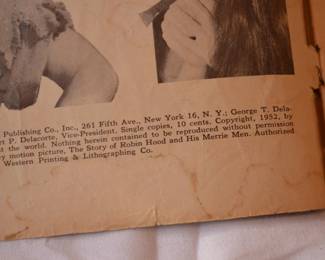 Publishing Co., Inc., 261 Fifth Ave., New York 16, N. Y.; George T. Dela-
rt P. Delacorte, Vice-President. Single copies, 10 cents. Copyright, 1952, by
t the world. Nothing herein contained to be reproduced without permission
ey motion picture, The Story of Robin Hood and His Merrie Men. Authorized
Western Printing & Lithographing Co.